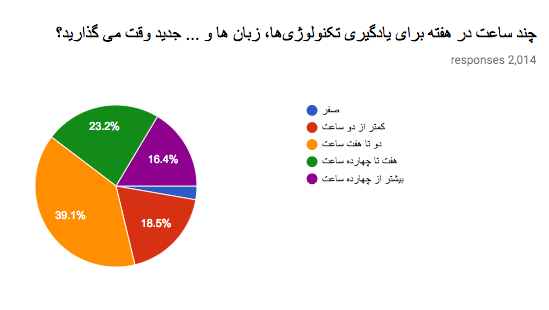 چند ساعت در هفته برای یادگیری تکنولوژی‌ها، زبان ها و ... جدید وقت می گذارید؟
2,014 responses
صفر
کمتر از دو ساعت
دو تا هفت ساعت
هفت تا چهارده ساعت
بیشتر از چهارده ساعت
23.2%
16.4%
39.1%
18.5%